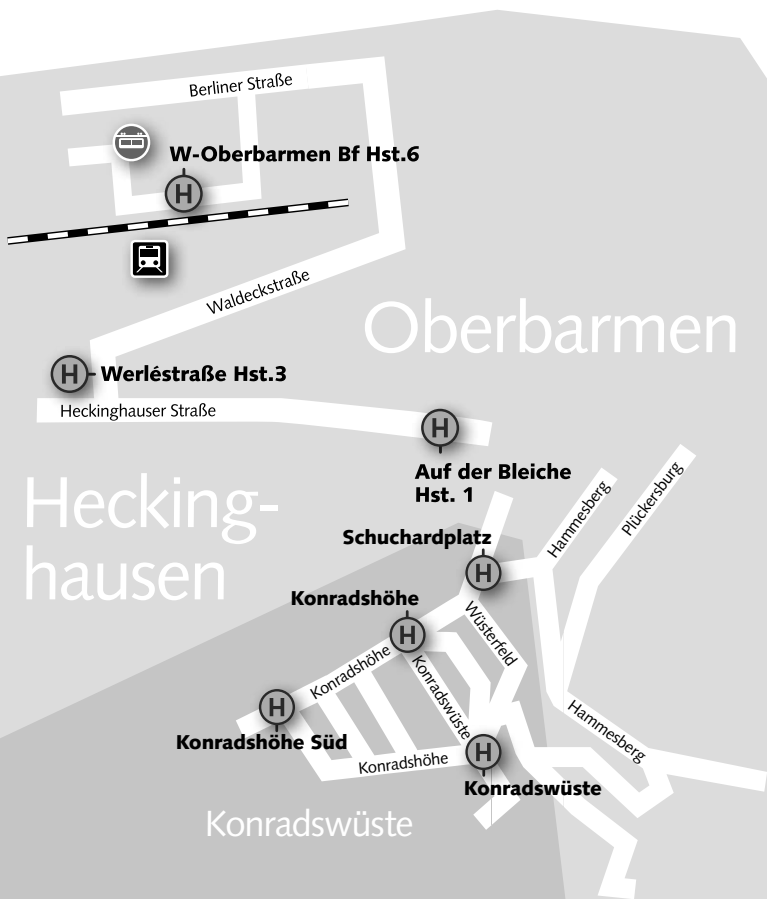 Berliner Straße
W-Oberbarmen Bf Hst.6
H
Waldeckstraße
Oberbarmen
H
Werléstraße Hst.3
Heckinghauser Straße
H
Auf der Bleiche
Hst. 1
Hecking-
hausen
Hammesberg
Plückersburg
Schuchardplatz
H
Konradshöhe
H
Wüsterfeld
Konradshöhe
Konradswüste
H
Konradshöhe Süd
Hammesberg
Konradshöhe
H
Konradswüste
Konradswüste